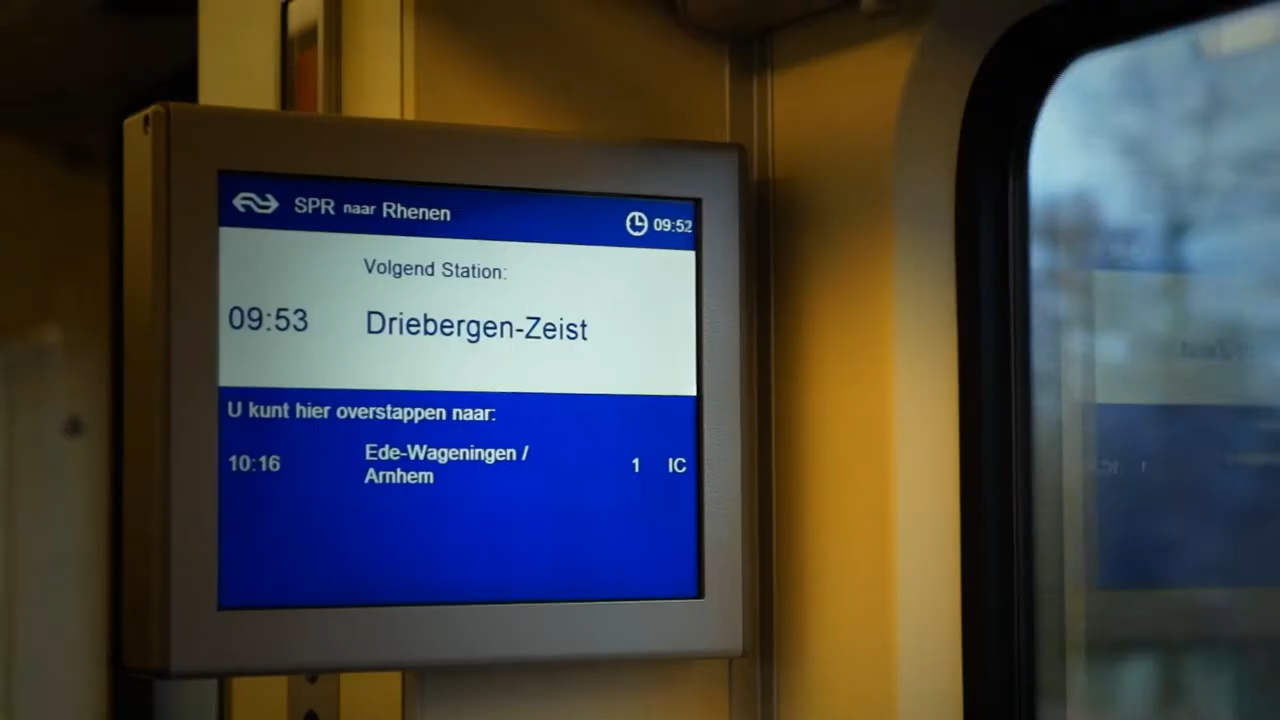 SPR naar Rhenen 09:52
Volgend Station:
09:53 Driebergen-Zeist
U kunt hier overstappen naar:
10:16 Ede-Wageningen / 1 IC
Arnhem